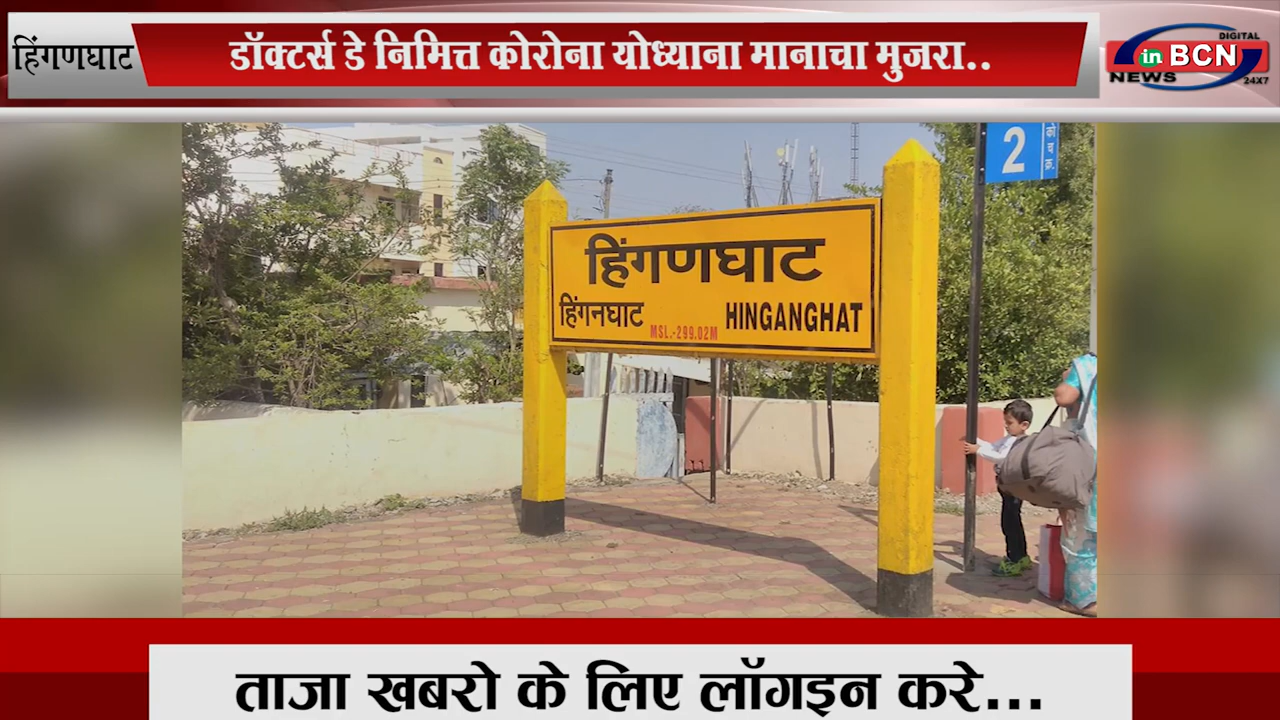 हिंगणघाट
डॉक्टर्स डे निमित्त कोरोना योध्याना मानाचा मुजरा..
DIGITAL
in BCN
NEWS 24X7
2
हिंगणघाट
हिंगनघाट
MSL.-299.02M
HINGANGHAT
ताजा खबरो के लिए लॉगइन करे...